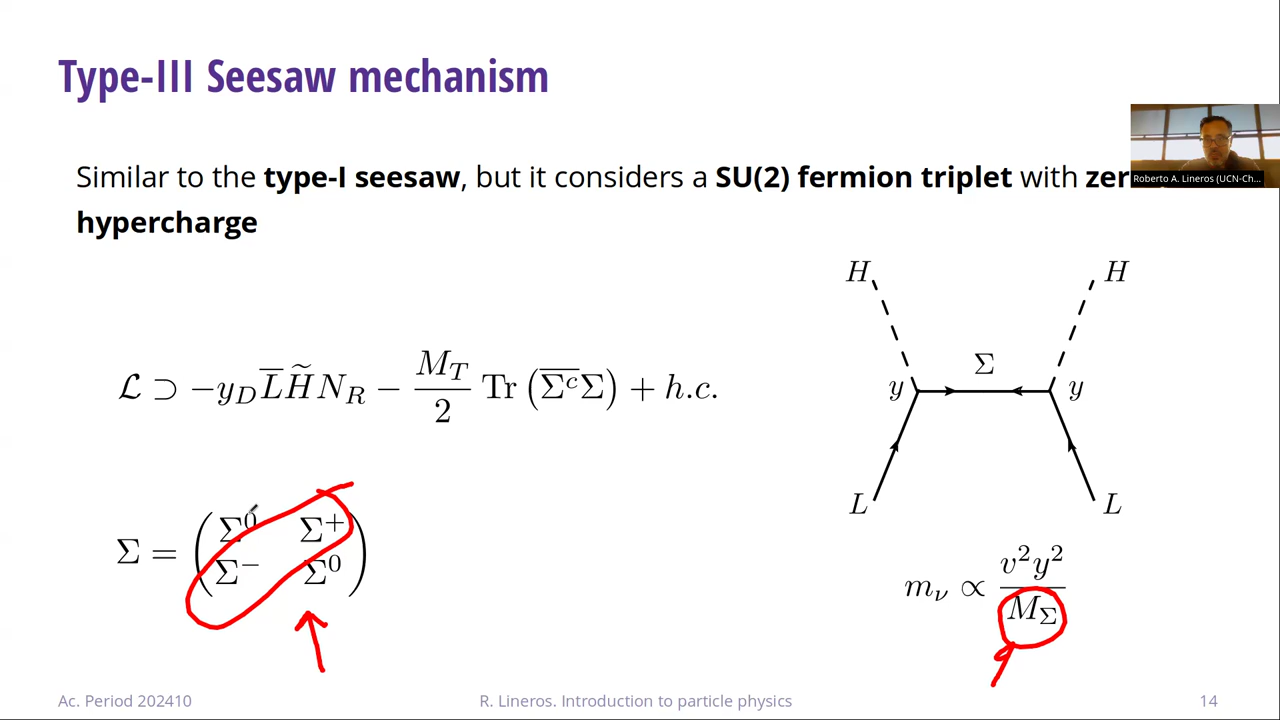 Type-III Seesaw mechanism
Similar to the type-I seesaw, but it considers a SU(2) fermion triplet with zer
hypercharge
Roberto A. Lineros (UCN-Ch...
H H
Σ
ℒ ⊃ −y_D L̅ H̃ N_R − M_T/2 Tr (Σ̅ᶜΣ) + h.c.
y y
L L
Σ = (Σ⁰ Σ⁺
Σ⁻ Σ⁰)
m_ν ∝ v²y²/M_Σ
Ac. Period 202410 R. Lineros. Introduction to particle physics 14